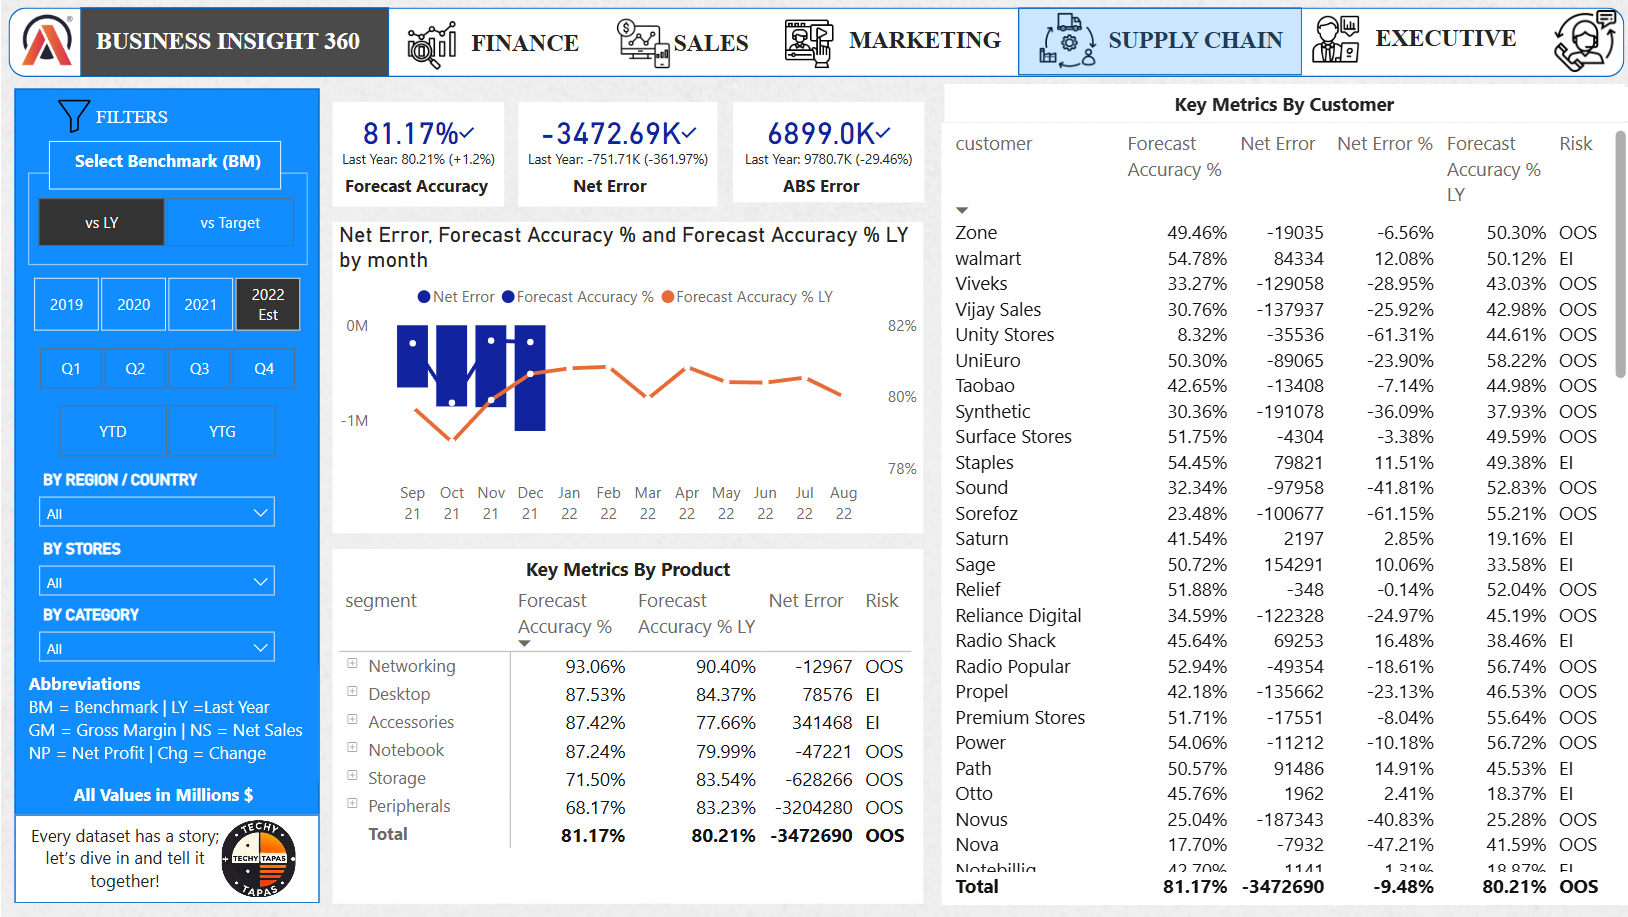 BUSINESS INSIGHT 360
FINANCE
SALES
MARKETING
SUPPLY CHAIN
EXECUTIVE
FILTERS
Select Benchmark (BM)
vs LY
vs Target
2019
2020
2021
2022 Est
Q1
Q2
Q3
Q4
YTD
YTG
BY REGION / COUNTRY
All
BY STORES
All
BY CATEGORY
All
Abbreviations
BM = Benchmark | LY =Last Year
GM = Gross Margin | NS = Net Sales
NP = Net Profit | Chg = Change
All Values in Millions $
Every dataset has a story;
let's dive in and tell it
together!
TECHY
TECHY TAPAS
TAPAS
81.17%
Last Year: 80.21% (+1.2%)
Forecast Accuracy
-3472.69K
Last Year: -751.71K (-361.97%)
Net Error
6899.0K
Last Year: 9780.7K (-29.46%)
ABS Error
Net Error, Forecast Accuracy % and Forecast Accuracy % LY
by month
Net Error Forecast Accuracy % Forecast Accuracy % LY
0M
-1M
82%
80%
78%
Sep 21 Oct 21 Nov 21 Dec 21 Jan 22 Feb 22 Mar 22 Apr 22 May 22 Jun 22 Jul 22 Aug 22
Key Metrics By Product
segment Forecast Accuracy % Forecast Accuracy % LY Net Error Risk
Networking 93.06% 90.40% -12967 OOS
Desktop 87.53% 84.37% 78576 EI
Accessories 87.42% 77.66% 341468 EI
Notebook 87.24% 79.99% -47221 OOS
Storage 71.50% 83.54% -628266 OOS
Peripherals 68.17% 83.23% -3204280 OOS
Total 81.17% 80.21% -3472690 OOS
Key Metrics By Customer
customer Forecast Accuracy % Net Error Net Error % Forecast Accuracy % LY Risk
Zone 49.46% -19035 -6.56% 50.30% OOS
walmart 54.78% 84334 12.08% 50.12% EI
Viveks 33.27% -129058 -28.95% 43.03% OOS
Vijay Sales 30.76% -137937 -25.92% 42.98% OOS
Unity Stores 8.32% -35536 -61.31% 44.61% OOS
UniEuro 50.30% -89065 -23.90% 58.22% OOS
Taobao 42.65% -13408 -7.14% 44.98% OOS
Synthetic 30.36% -191078 -36.09% 37.93% OOS
Surface Stores 51.75% -4304 -3.38% 49.59% OOS
Staples 54.45% 79821 11.51% 49.38% EI
Sound 32.34% -97958 -41.81% 52.83% OOS
Sorefoz 23.48% -100677 -61.15% 55.21% OOS
Saturn 41.54% 2197 2.85% 19.16% EI
Sage 50.72% 154291 10.06% 33.58% EI
Relief 51.88% -348 -0.14% 52.04% OOS
Reliance Digital 34.59% -122328 -24.97% 45.19% OOS
Radio Shack 45.64% 69253 16.48% 38.46% EI
Radio Popular 52.94% -49354 -18.61% 56.74% OOS
Propel 42.18% -135662 -23.13% 46.53% OOS
Premium Stores 51.71% -17551 -8.04% 55.64% OOS
Power 54.06% -11212 -10.18% 56.72% OOS
Path 50.57% 91486 14.91% 45.53% EI
Otto 45.76% 1962 2.41% 18.37% EI
Novus 25.04% -187343 -40.83% 25.28% OOS
Nova 17.70% -7932 -47.21% 41.59% OOS
Notebillig 42.70% 1141 1.31% 18.87% EI
Total 81.17% -3472690 -9.48% 80.21% OOS